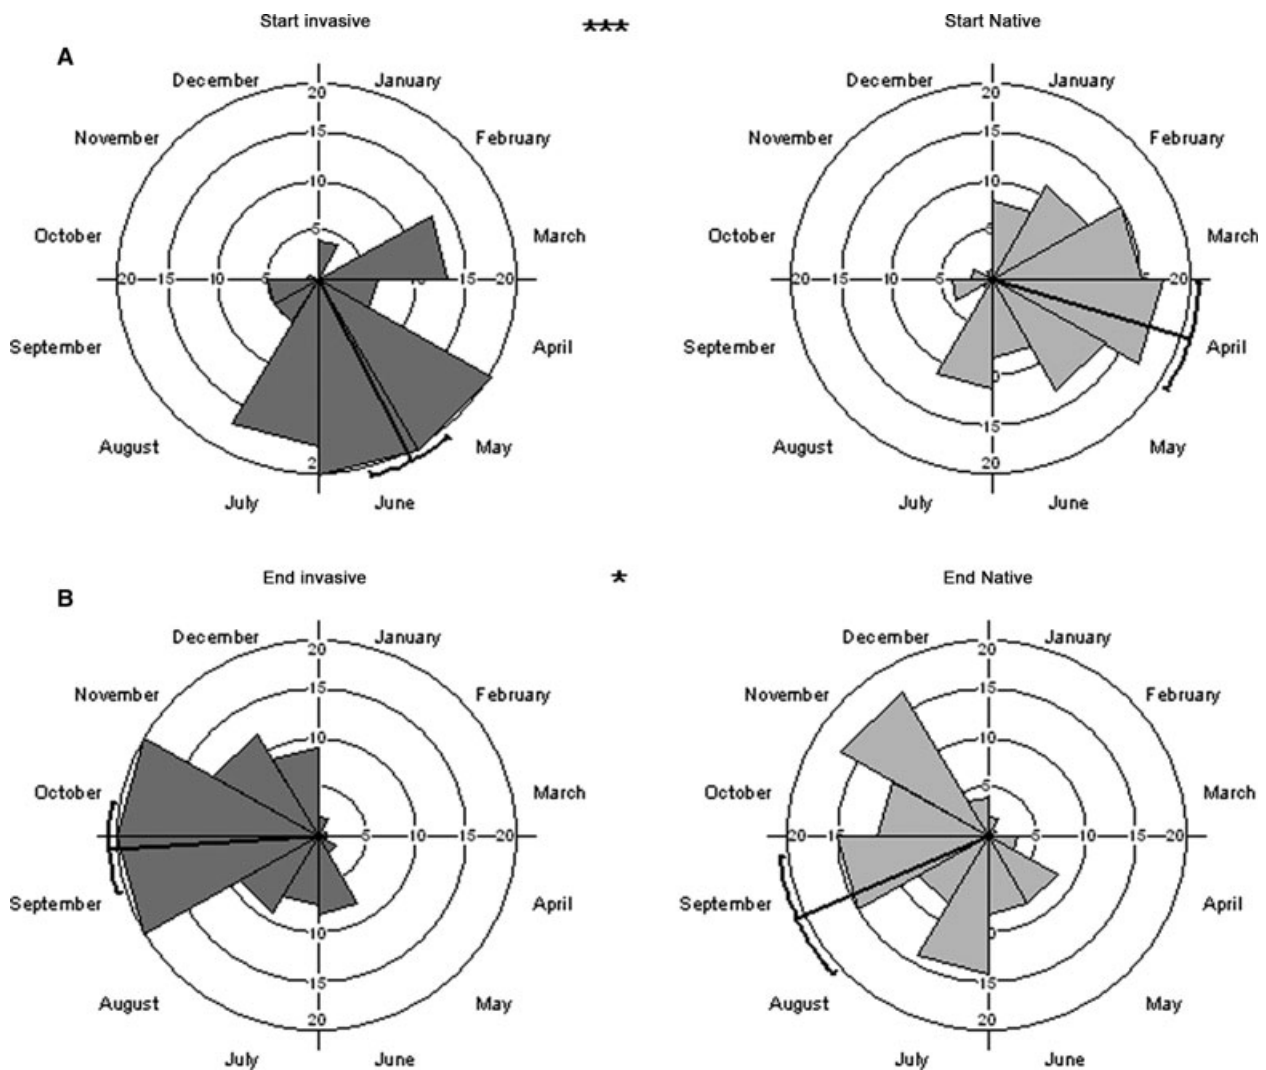 Start invasive *** Start Native
A
December January December January
20 20
November 15 February November 15 February
10 10
October 5 March October 5 March
20 15 10 5 10 15 20 20 15 10 5 20
September April September April
August 2 May August 0 15 May
20
July June July June
End invasive * End Native
B
December January December January
20 20
November 15 February November 15 February
10 10
October 5 March October 5 March
5 10 15 20 20 15 5 10 15 20
September April September April
10 0
August 15 May August 15 May
20 20
July June July June